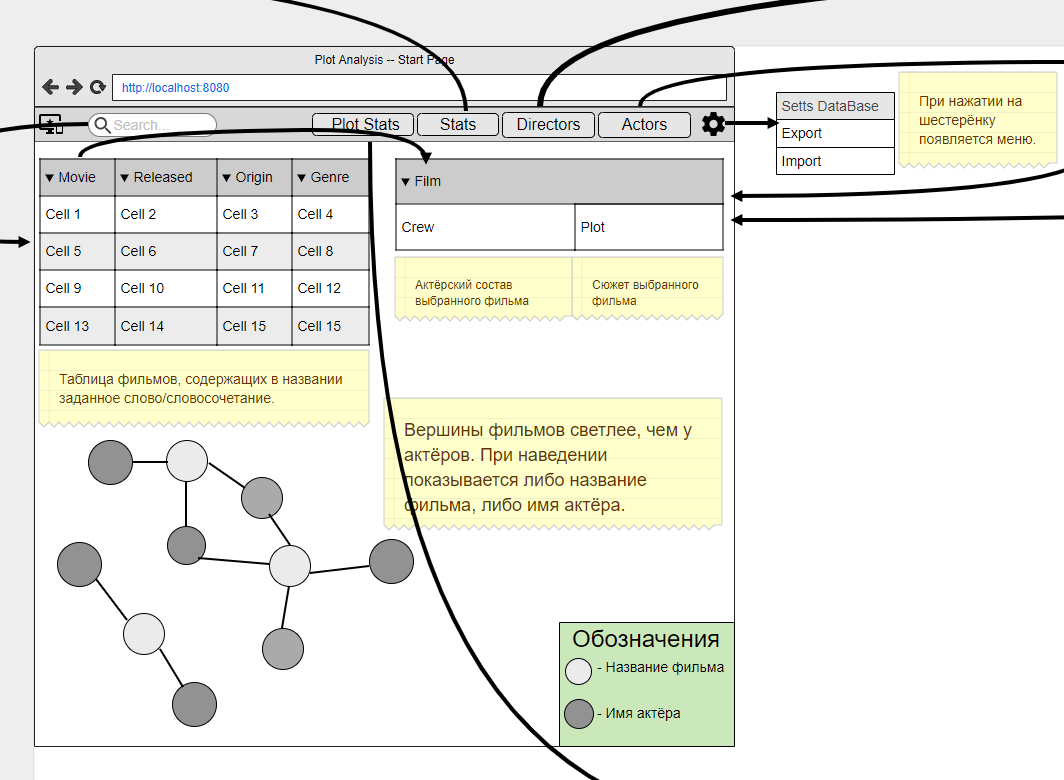 Plot Analysis -- Start Page
http://localhost:8080
Search...
Plot Stats
Stats
Directors
Actors
Setts DataBase
Export
Import
При нажатии на
шестерёнку
появляется меню.
▼ Movie ▼ Released ▼ Origin ▼ Genre
Cell 1 Cell 2 Cell 3 Cell 4
Cell 5 Cell 6 Cell 7 Cell 8
Cell 9 Cell 10 Cell 11 Cell 12
Cell 13 Cell 14 Cell 15 Cell 15
▼ Film
Crew Plot
Актёрский состав
выбранного фильма
Сюжет выбранного
фильма
Таблица фильмов, содержащих в названии
заданное слово/словосочетание.
Вершины фильмов светлее, чем у
актёров. При наведении
показывается либо название
фильма, либо имя актёра.
Обозначения
- Название фильма
- Имя актёра